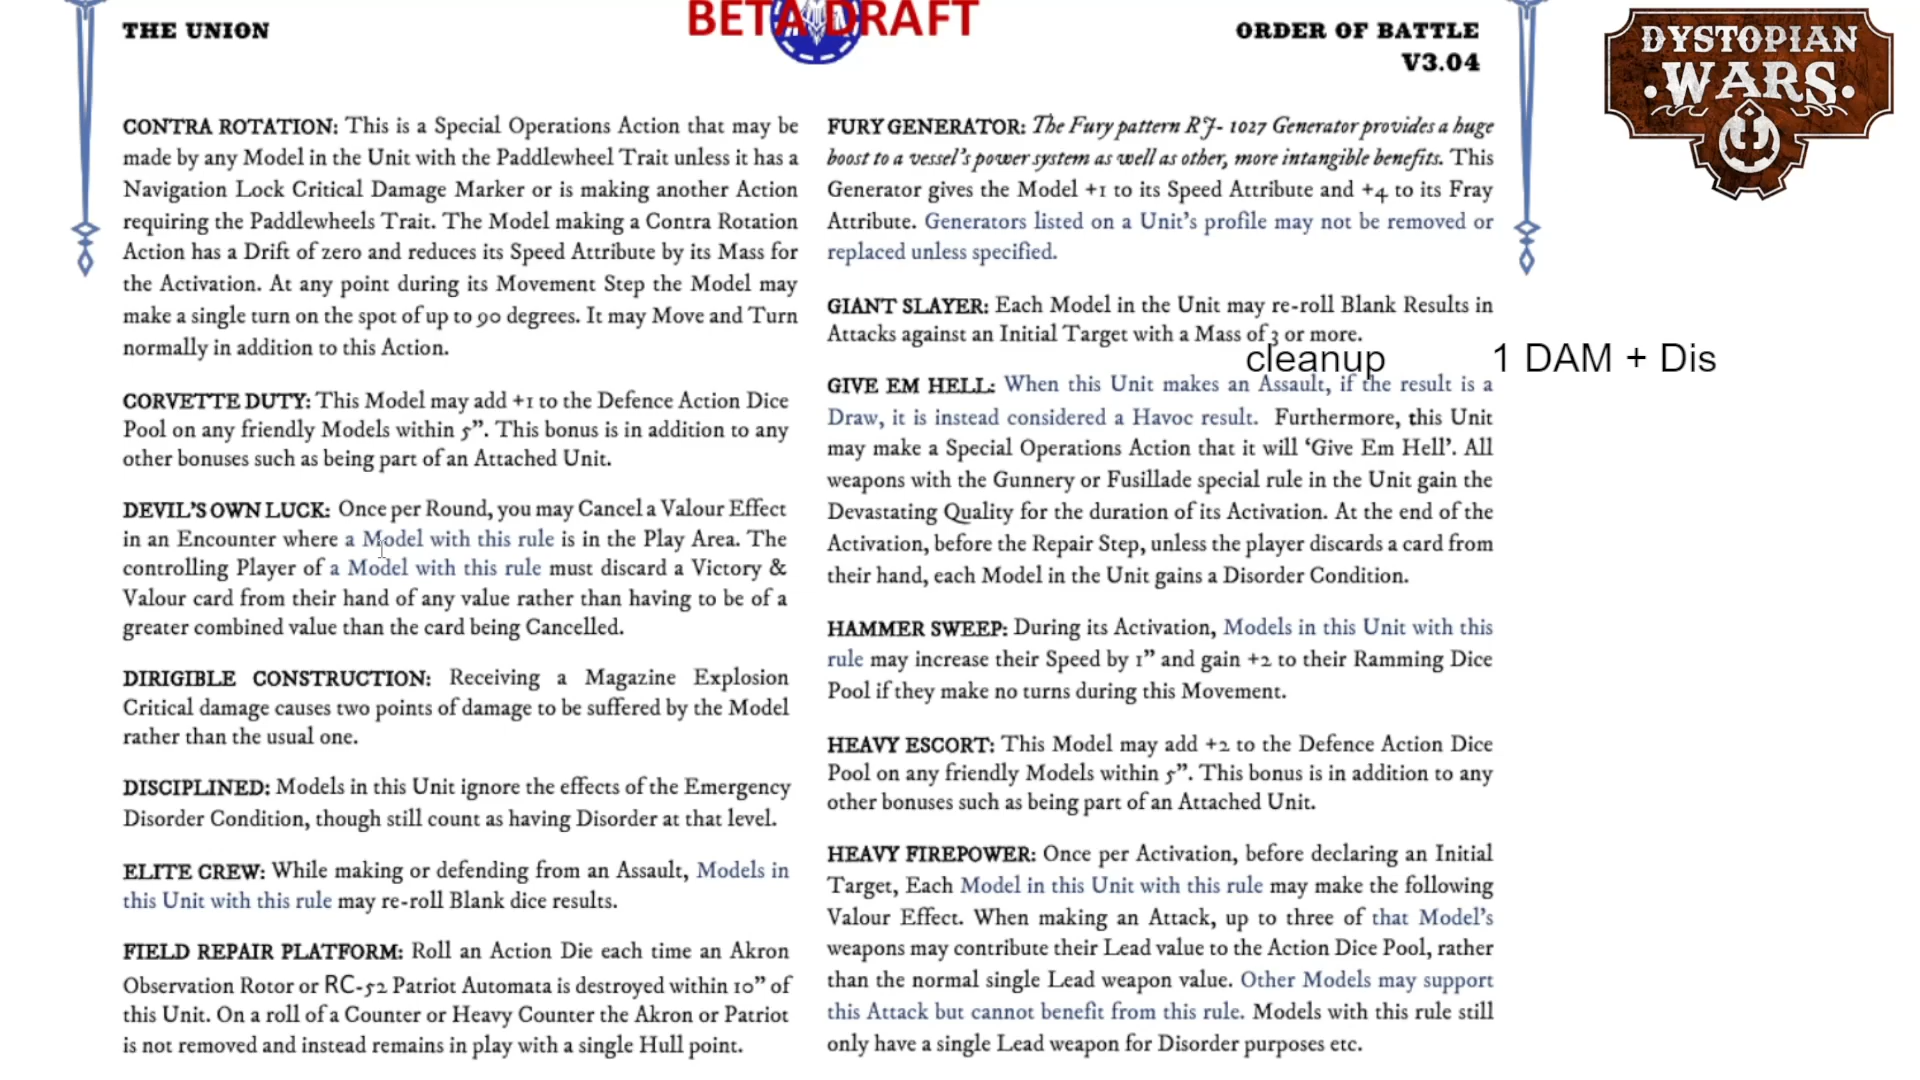 THE UNION
BETA DRAFT
ORDER OF BATTLE
V3.04
DYSTOPIAN
WARS
CONTRA ROTATION: This is a Special Operations Action that may be
made by any Model in the Unit with the Paddlewheel Trait unless it has a
Navigation Lock Critical Damage Marker or is making another Action
requiring the Paddlewheels Trait. The Model making a Contra Rotation
Action has a Drift of zero and reduces its Speed Attribute by its Mass for
the Activation. At any point during its Movement Step the Model may
make a single turn on the spot of up to 90 degrees. It may Move and Turn
normally in addition to this Action.
CORVETTE DUTY: This Model may add +1 to the Defence Action Dice
Pool on any friendly Models within 5”. This bonus is in addition to any
other bonuses such as being part of an Attached Unit.
DEVIL'S OWN LUCK: Once per Round, you may Cancel a Valour Effect
in an Encounter where a Model with this rule is in the Play Area. The
controlling Player of a Model with this rule must discard a Victory &
Valour card from their hand of any value rather than having to be of a
greater combined value than the card being Cancelled.
DIRIGIBLE CONSTRUCTION: Receiving a Magazine Explosion
Critical damage causes two points of damage to be suffered by the Model
rather than the usual one.
DISCIPLINED: Models in this Unit ignore the effects of the Emergency
Disorder Condition, though still count as having Disorder at that level.
ELITE CREW: While making or defending from an Assault, Models in
this Unit with this rule may re-roll Blank dice results.
FIELD REPAIR PLATFORM: Roll an Action Die each time an Akron
Observation Rotor or RC-52 Patriot Automata is destroyed within 10” of
this Unit. On a roll of a Counter or Heavy Counter the Akron or Patriot
is not removed and instead remains in play with a single Hull point.
FURY GENERATOR: The Fury pattern RJ- 1027 Generator provides a huge
boost to a vessel's power system as well as other, more intangible benefits. This
Generator gives the Model +1 to its Speed Attribute and +4 to its Fray
Attribute. Generators listed on a Unit's profile may not be removed or
replaced unless specified.
GIANT SLAYER: Each Model in the Unit may re-roll Blank Results in
Attacks against an Initial Target with a Mass of 3 or more.
cleanup 1 DAM + Dis
GIVE EM HELL: When this Unit makes an Assault, if the result is a
Draw, it is instead considered a Havoc result. Furthermore, this Unit
may make a Special Operations Action that it will ‘Give Em Hell’. All
weapons with the Gunnery or Fusillade special rule in the Unit gain the
Devastating Quality for the duration of its Activation. At the end of the
Activation, before the Repair Step, unless the player discards a card from
their hand, each Model in the Unit gains a Disorder Condition.
HAMMER SWEEP: During its Activation, Models in this Unit with this
rule may increase their Speed by 1” and gain +2 to their Ramming Dice
Pool if they make no turns during this Movement.
HEAVY ESCORT: This Model may add +2 to the Defence Action Dice
Pool on any friendly Models within 5”. This bonus is in addition to any
other bonuses such as being part of an Attached Unit.
HEAVY FIREPOWER: Once per Activation, before declaring an Initial
Target, Each Model in this Unit with this rule may make the following
Valour Effect. When making an Attack, up to three of that Model's
weapons may contribute their Lead value to the Action Dice Pool, rather
than the normal single Lead weapon value. Other Models may support
this Attack but cannot benefit from this rule. Models with this rule still
only have a single Lead weapon for Disorder purposes etc.